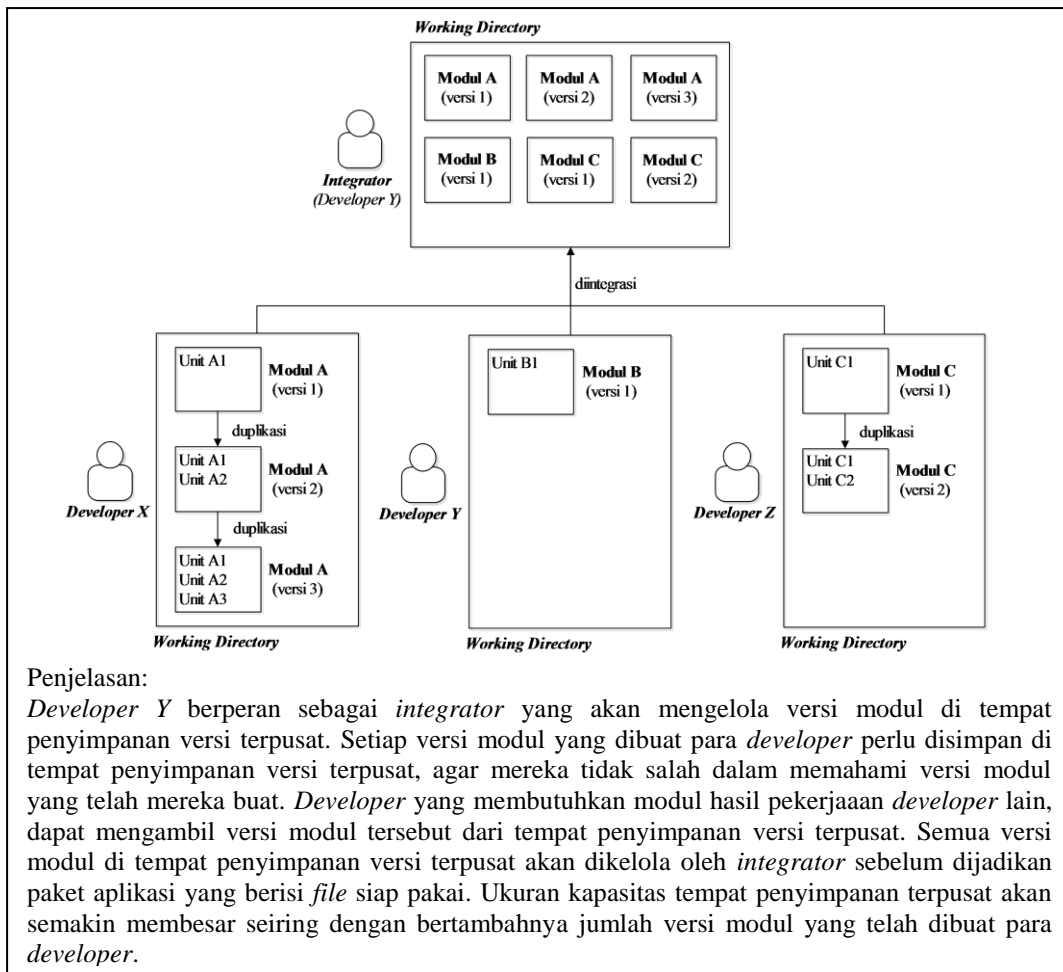 Working Directory
Modul A
(versi 1)
Modul A
(versi 2)
Modul A
(versi 3)
Modul B
(versi 1)
Modul C
(versi 1)
Modul C
(versi 2)
Integrator
(Developer Y)
diintegrasi
Unit A1
Modul A
(versi 1)
duplikasi
Unit A1
Unit A2
Modul A
(versi 2)
duplikasi
Unit A1
Unit A2
Unit A3
Modul A
(versi 3)
Developer X
Working Directory
Unit B1
Modul B
(versi 1)
Developer Y
Working Directory
Unit C1
Modul C
(versi 1)
duplikasi
Unit C1
Unit C2
Modul C
(versi 2)
Developer Z
Working Directory
Penjelasan:
Developer Y berperan sebagai integrator yang akan mengelola versi modul di tempat
penyimpanan versi terpusat. Setiap versi modul yang dibuat para developer perlu disimpan di
tempat penyimpanan versi terpusat, agar mereka tidak salah dalam memahami versi modul
yang telah mereka buat. Developer yang membutuhkan modul hasil pekerjaaan developer lain,
dapat mengambil versi modul tersebut dari tempat penyimpanan versi terpusat. Semua versi
modul di tempat penyimpanan versi terpusat akan dikelola oleh integrator sebelum dijadikan
paket aplikasi yang berisi file siap pakai. Ukuran kapasitas tempat penyimpanan terpusat akan
semakin membesar seiring dengan bertambahnya jumlah versi modul yang telah dibuat para
developer.